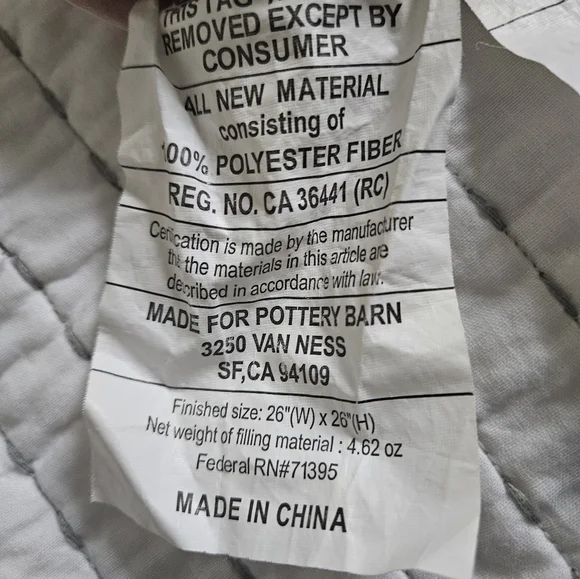 THIS TAG
REMOVED EXCEPT BY
CONSUMER
ALL NEW MATERIAL
consisting of
100% POLYESTER FIBER
REG. NO. CA 36441 (RC)
Certication is made by the manufacturer
the materials in this article are
described in accordance with law.
MADE FOR POTTERY BARN
3250 VAN NESS
SF,CA 94109
Finished size: 26"(W) x 26"(H)
Net weight of filling material : 4.62 oz
Federal RN#71395
MADE IN CHINA